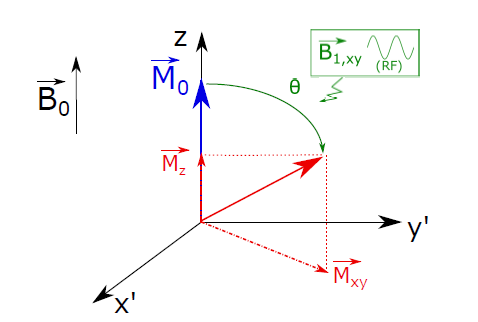 z
M₀
B₁,xy
(RF)
B₀
θ
Mz
y'
Mxy
x'